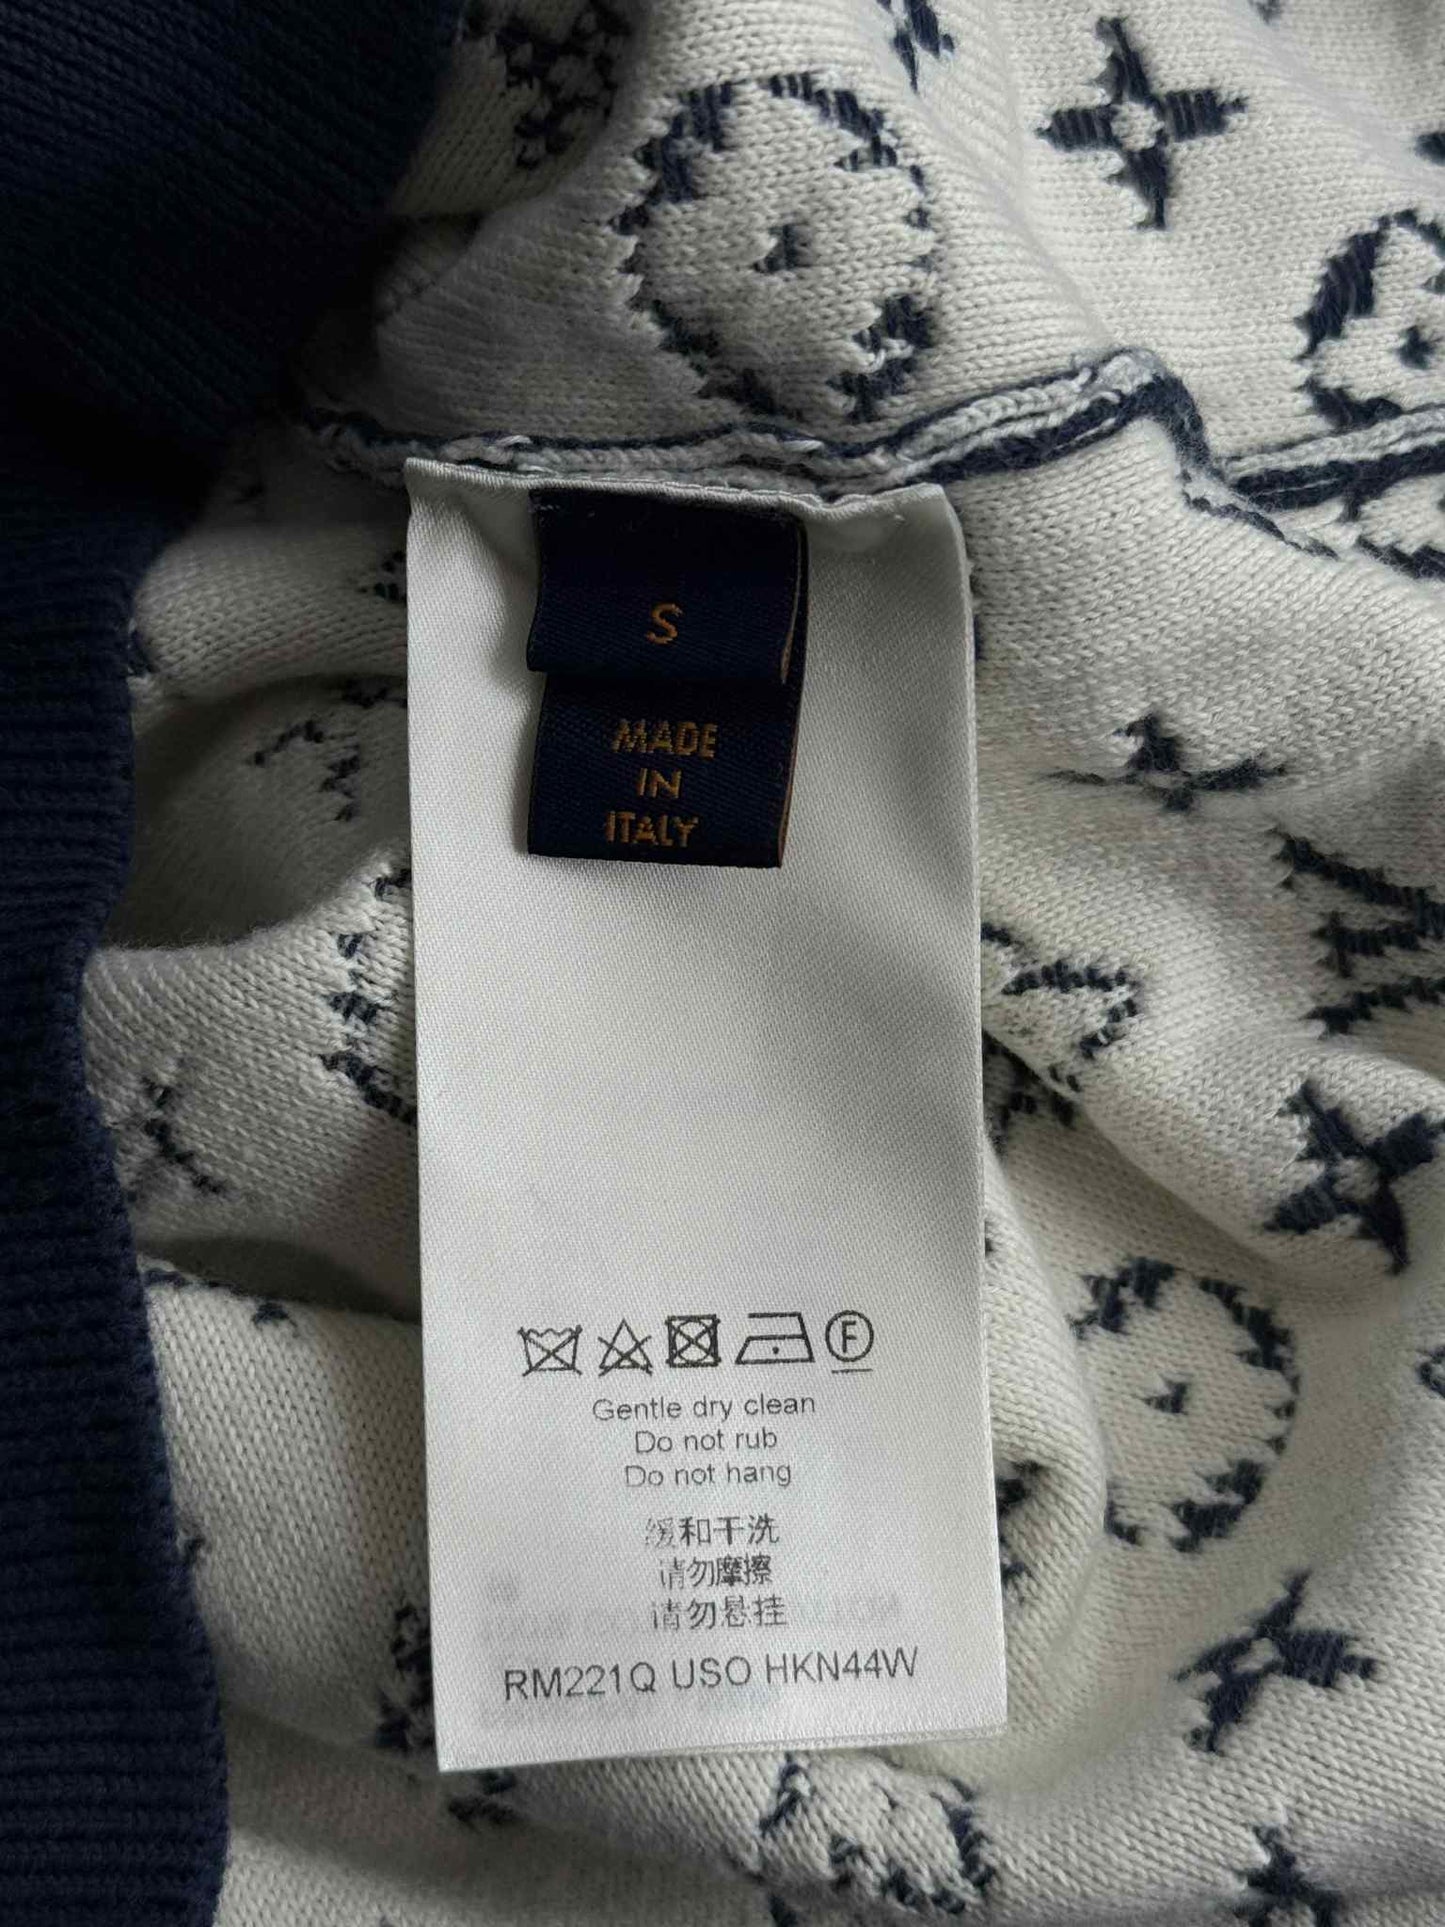 S
MADE
IN
ITALY
F
Gentle dry clean
Do not rub
Do not hang
缓和干洗
请勿摩擦
请勿悬挂
RM221Q USO HKN44W